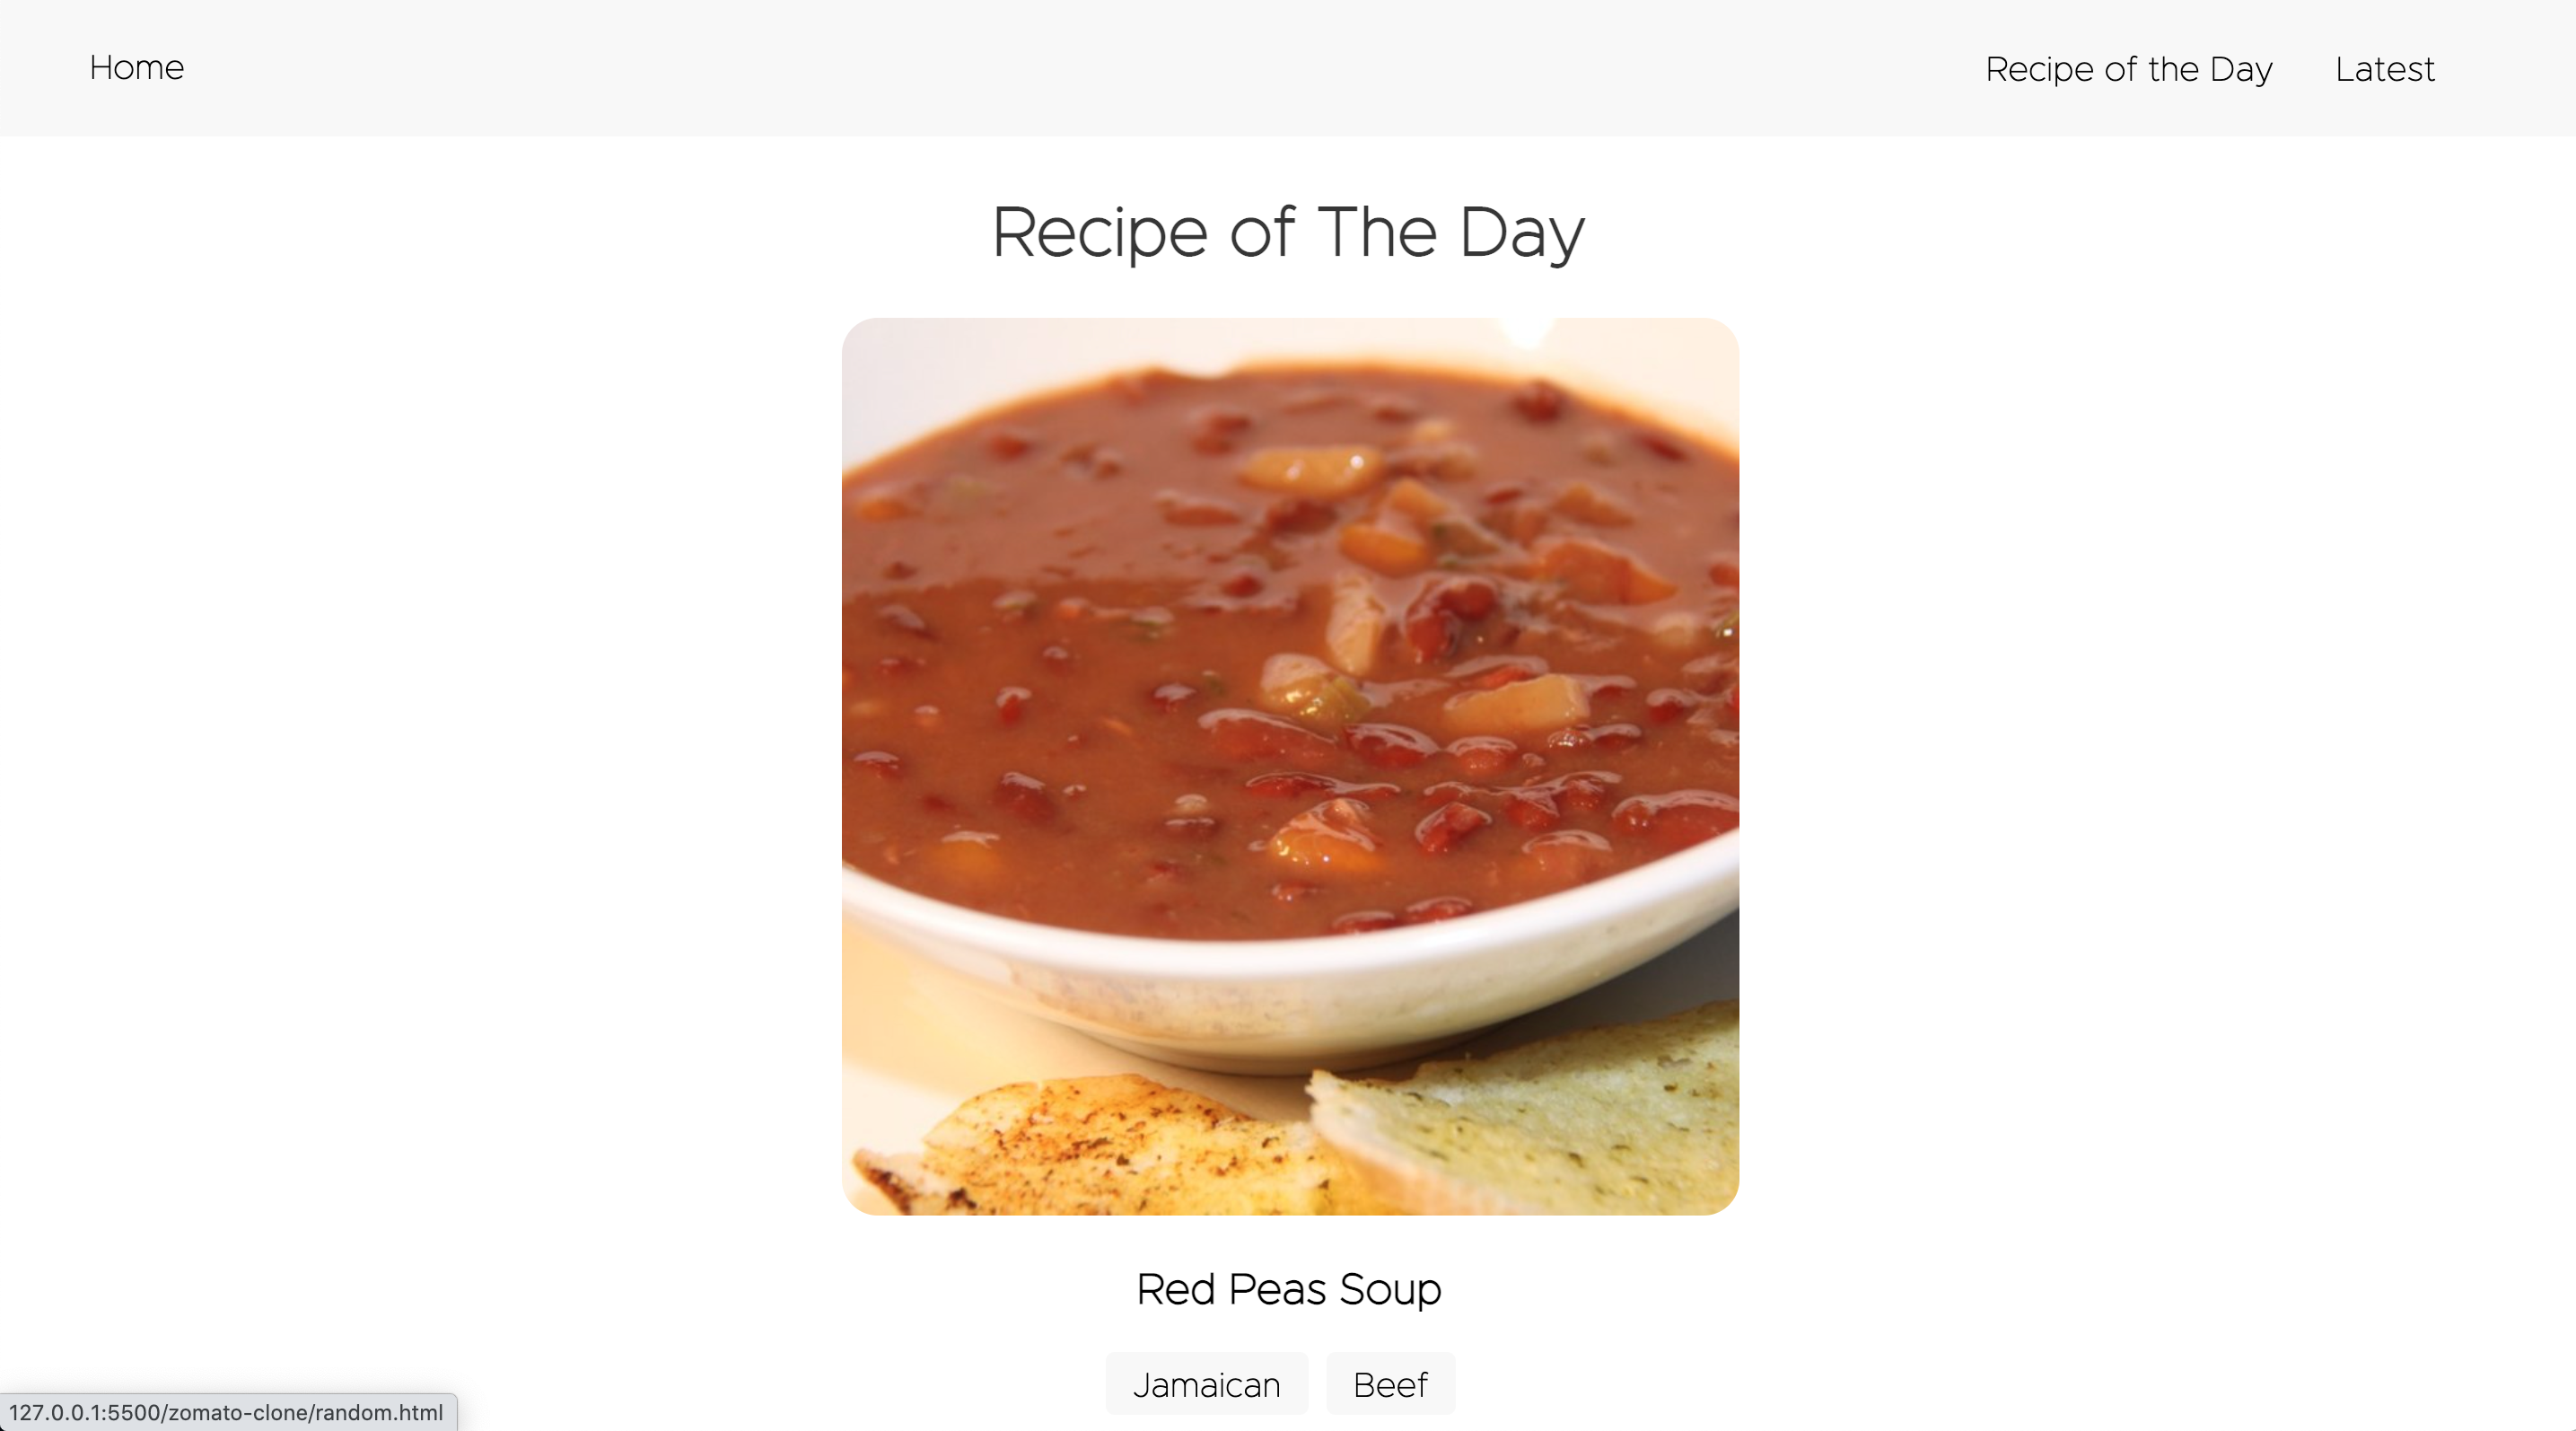 Home
Recipe of the Day
Latest
Recipe of The Day
Red Peas Soup
Jamaican
Beef
127.0.0.1:5500/zomato-clone/random.html